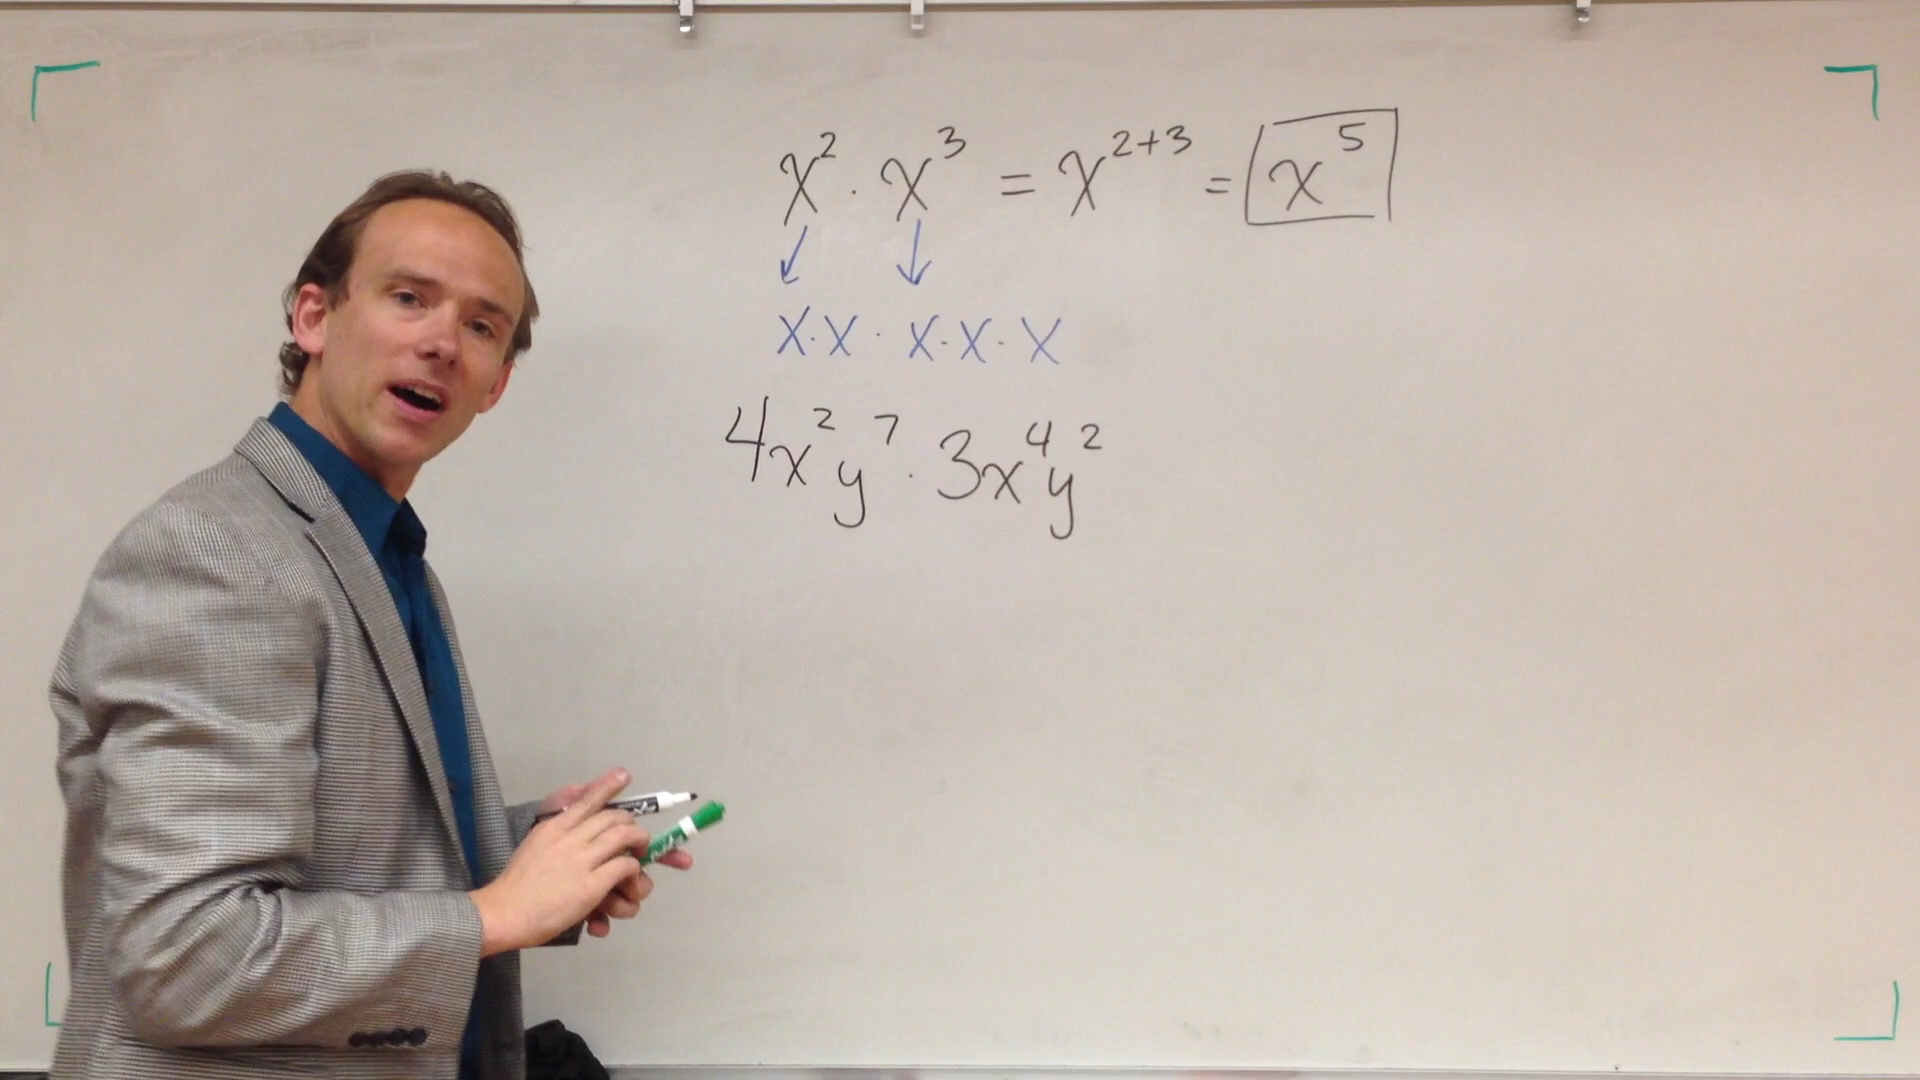 x² · x³ = x²⁺³ = x⁵
x·x · x·x·x
4x²y⁷ · 3x⁴y²